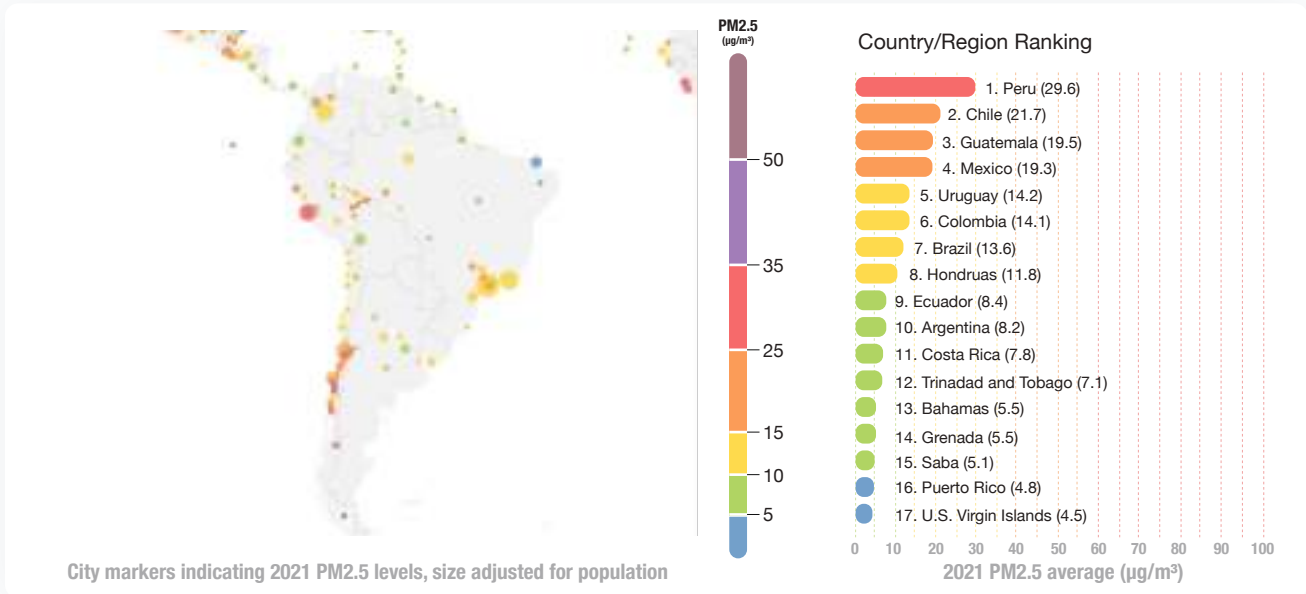 PM2.5
(µg/m³)
50
35
25
15
10
5
City markers indicating 2021 PM2.5 levels, size adjusted for population
Country/Region Ranking
1. Peru (29.6)
2. Chile (21.7)
3. Guatemala (19.5)
4. Mexico (19.3)
5. Uruguay (14.2)
6. Colombia (14.1)
7. Brazil (13.6)
8. Hondruas (11.8)
9. Ecuador (8.4)
10. Argentina (8.2)
11. Costa Rica (7.8)
12. Trinadad and Tobago (7.1)
13. Bahamas (5.5)
14. Grenada (5.5)
15. Saba (5.1)
16. Puerto Rico (4.8)
17. U.S. Virgin Islands (4.5)
0 10 20 30 40 50 60 70 80 90 100
2021 PM2.5 average (µg/m³)